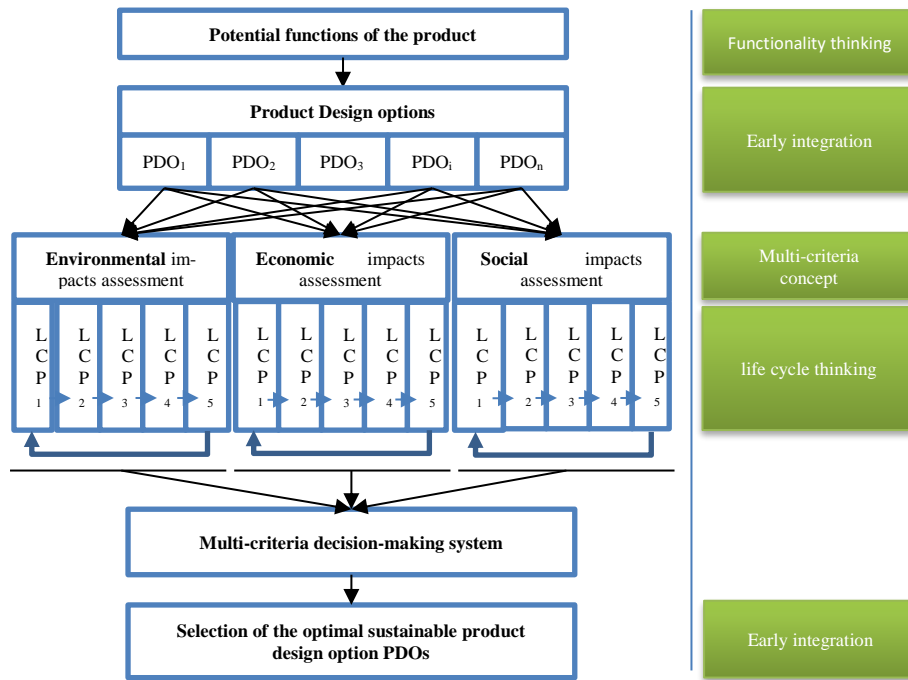 Potential functions of the product
Functionality thinking
Product Design options
PDO₁ PDO₂ PDO₃ PDOᵢ PDOₙ
Early integration
Environmental im-
pacts assessment
Economic impacts
assessment
Social impacts
assessment
Multi-criteria
concept
L L L L L
C C C C C
P P P P P
1 2 3 4 5
L L L L L
C C C C C
P P P P P
1 2 3 4 5
L L L L L
C C C C C
P P P P P
1 2 3 4 5
life cycle thinking
Multi-criteria decision-making system
Selection of the optimal sustainable product
design option PDOs
Early integration